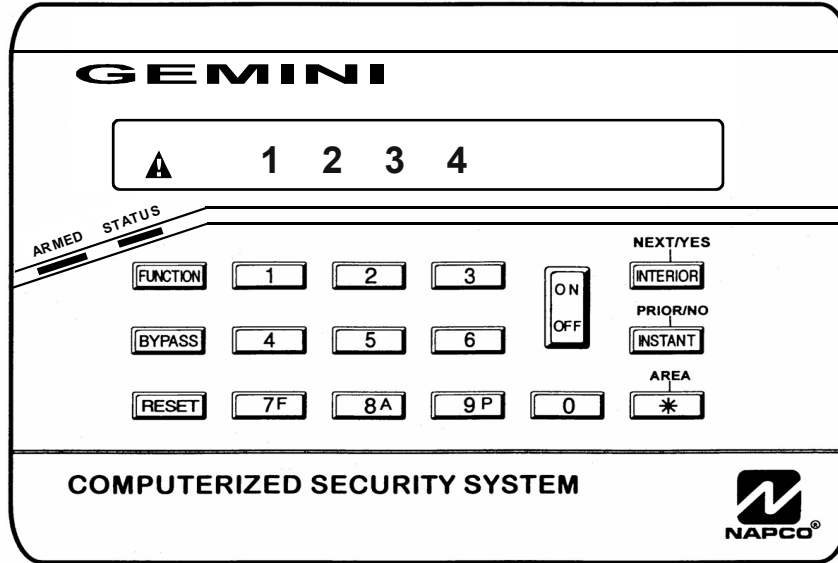 GEMINI
1 2 3 4
ARMED STATUS
NEXT/YES
FUNCTION 1 2 3 ON INTERIOR
OFF
PRIOR/NO
BYPASS 4 5 6 INSTANT
AREA
RESET 7F 8A 9P 0 *
COMPUTERIZED SECURITY SYSTEM
NAPCO®